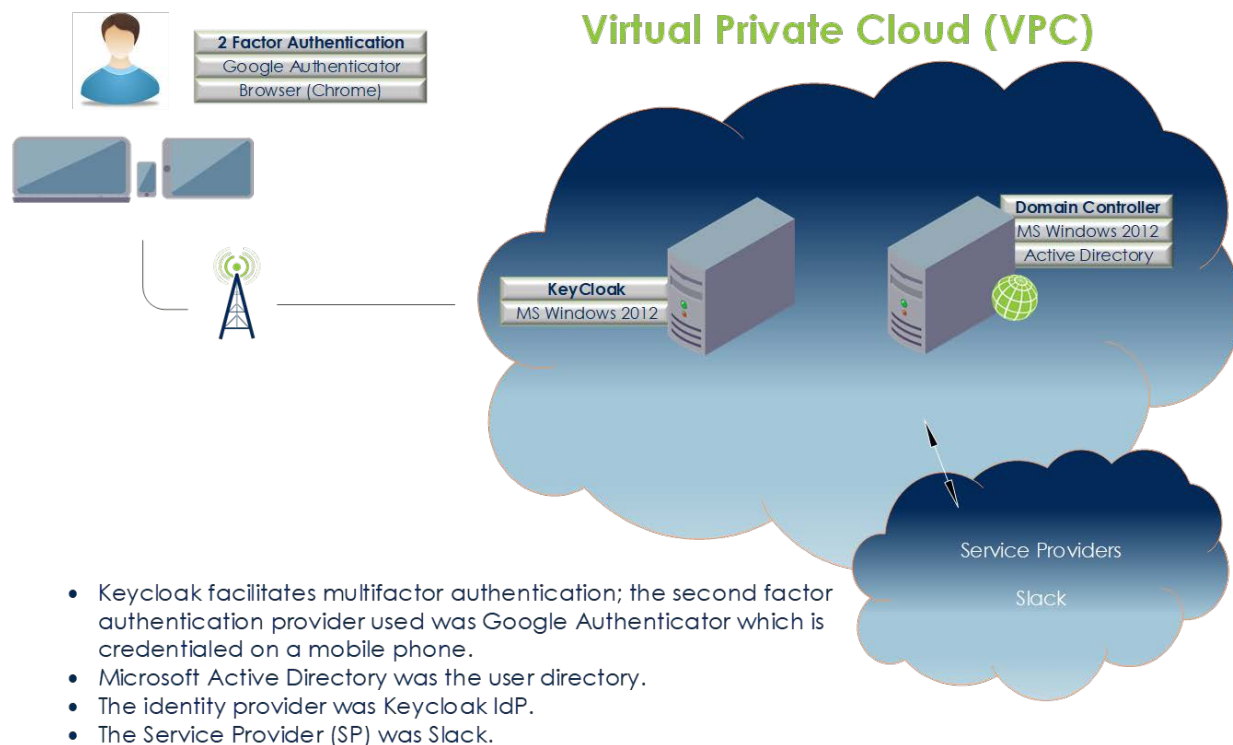 Virtual Private Cloud (VPC)
2 Factor Authentication
Google Authenticator
Browser (Chrome)
Domain Controller
MS Windows 2012
Active Directory
KeyCloak
MS Windows 2012
Service Providers
Slack
• Keycloak facilitates multifactor authentication; the second factor
authentication provider used was Google Authenticator which is
credentialed on a mobile phone.
• Microsoft Active Directory was the user directory.
• The identity provider was Keycloak IdP.
• The Service Provider (SP) was Slack.